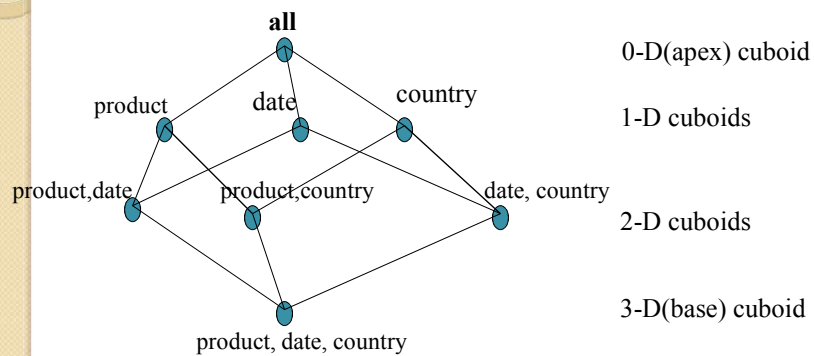 all
0-D(apex) cuboid
product
date
country
1-D cuboids
product,date
product,country
date, country
2-D cuboids
3-D(base) cuboid
product, date, country